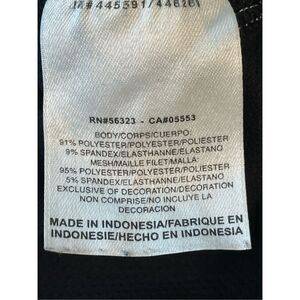 RN#56323 - CA#05553
BODY/CORPS/CUERPO:
91% POLYESTER/POLYESTER/POLIESTER
9% SPANDEX/ELASTHANNE/ELASTANO
MESH/MAILLE FILET/MALLA:
95% POLYESTER/POLYESTER/POLIESTER
5% SPANDEX/ELASTHANNE/ELASTANO
EXCLUSIVE OF DECORATION/DECORATION
NON COMPRISE/NO INCLUYE LA
DECORACION
MADE IN INDONESIA/FABRIQUE EN
INDONESIE/HECHO EN INDONESIA